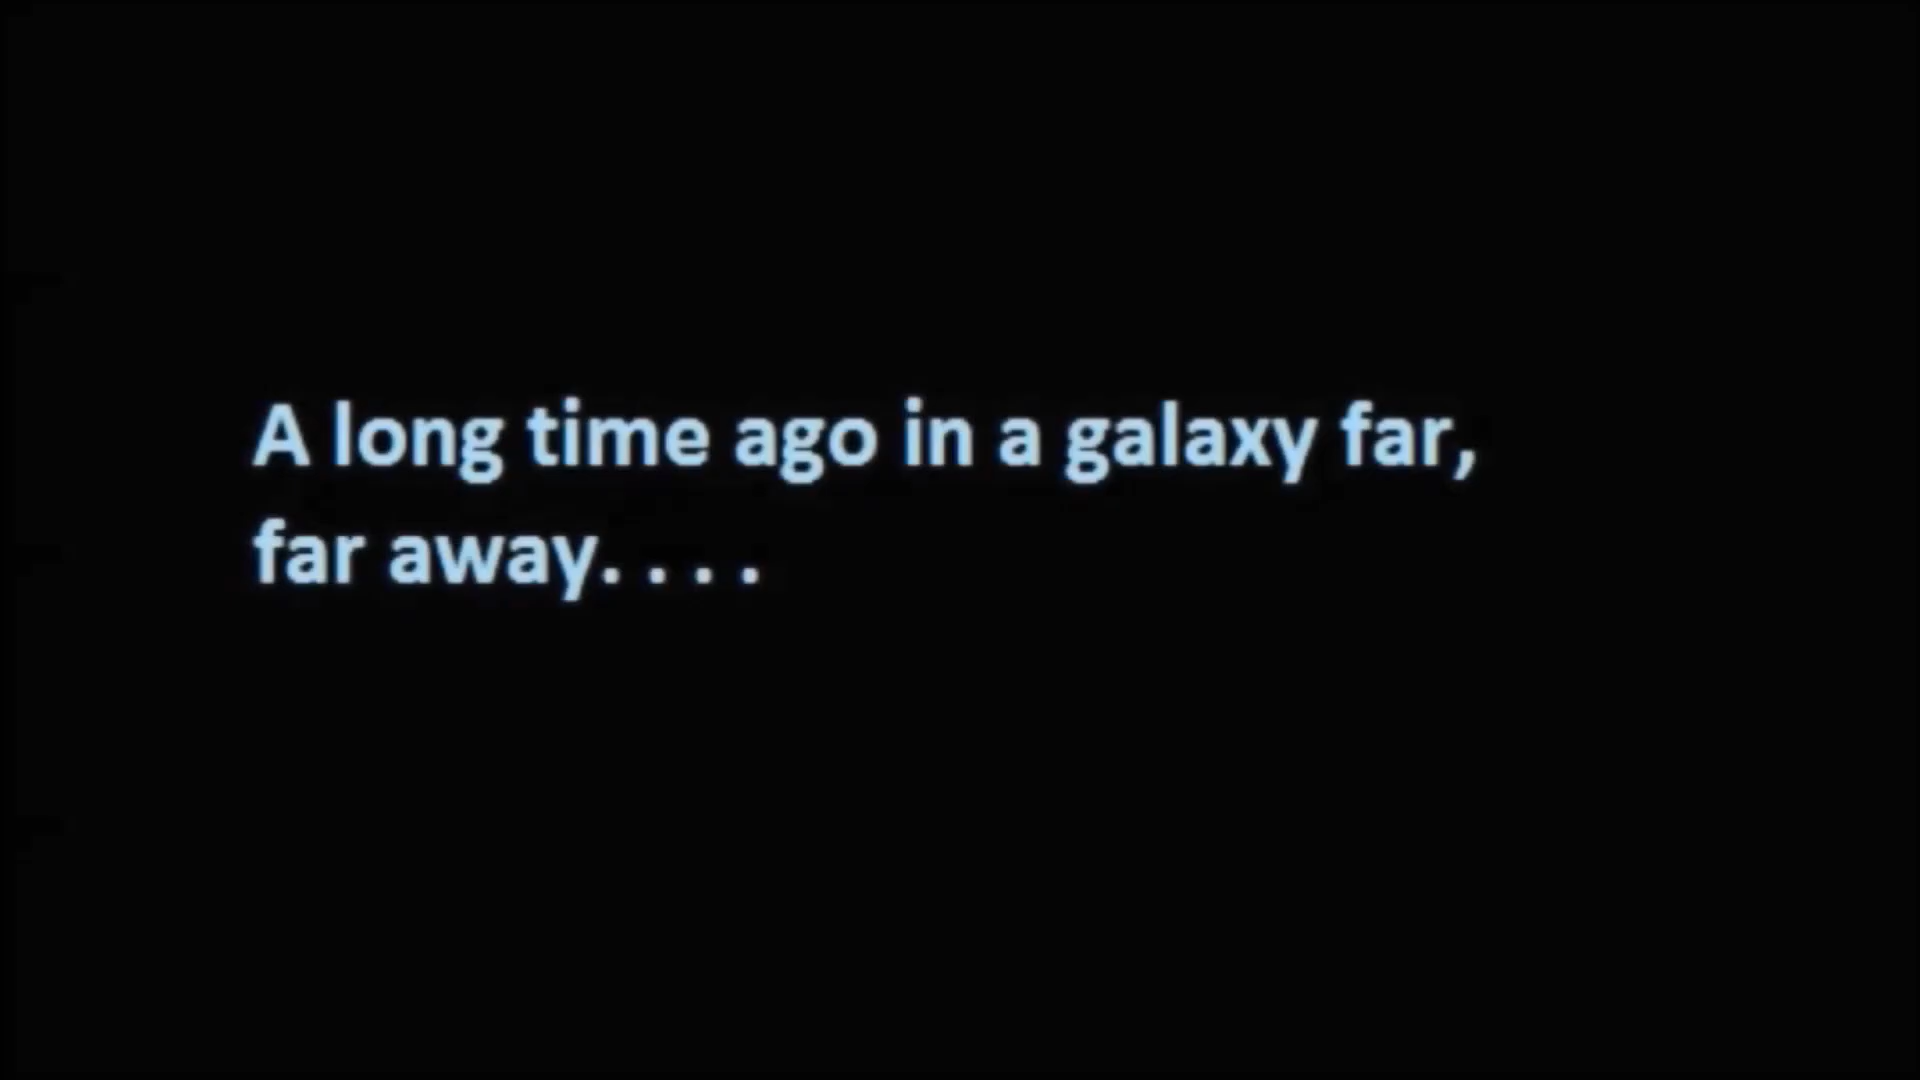 A long time ago in a galaxy far,
far away. . . .